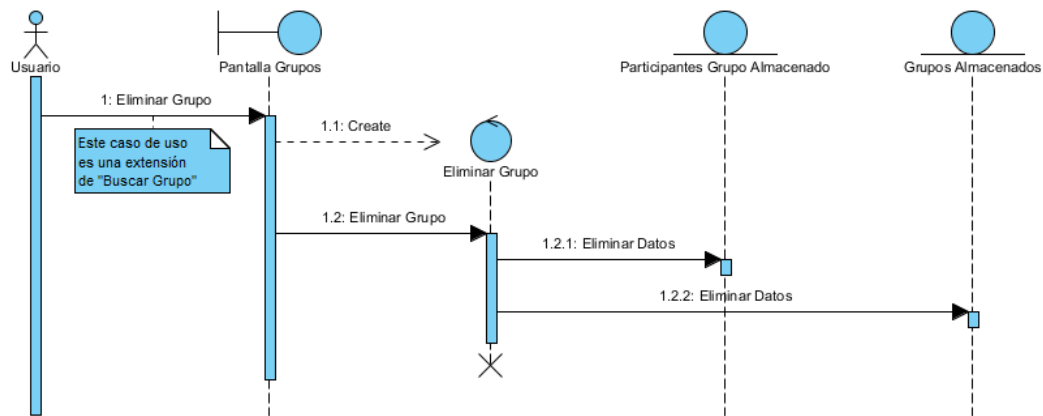 Usuario
Pantalla Grupos
Participantes Grupo Almacenado
Grupos Almacenados
1: Eliminar Grupo
Este caso de uso
es una extensión
de "Buscar Grupo"
1.1: Create
Eliminar Grupo
1.2: Eliminar Grupo
1.2.1: Eliminar Datos
1.2.2: Eliminar Datos